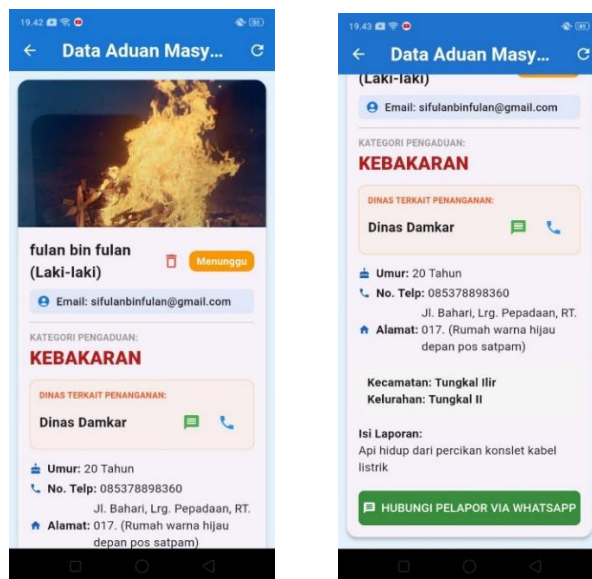 19.42
Data Aduan Masy...
fulan bin fulan
(Laki-laki)
Menunggu
Email: sifulanbinfulan@gmail.com
KATEGORI PENGADUAN:
KEBAKARAN
DINAS TERKAIT PENANGANAN:
Dinas Damkar
Umur: 20 Tahun
No. Telp: 085378898360
Jl. Bahari, Lrg. Pepadaan, RT.
Alamat: 017. (Rumah warna hijau
depan pos satpam)
19.43
Data Aduan Masy...
(Laki-laki)
Email: sifulanbinfulan@gmail.com
KATEGORI PENGADUAN:
KEBAKARAN
DINAS TERKAIT PENANGANAN:
Dinas Damkar
Umur: 20 Tahun
No. Telp: 085378898360
Jl. Bahari, Lrg. Pepadaan, RT.
Alamat: 017. (Rumah warna hijau
depan pos satpam)
Kecamatan: Tungkal Ilir
Kelurahan: Tungkal II
Isi Laporan:
Api hidup dari percikan konslet kabel
listrik
HUBUNGI PELAPOR VIA WHATSAPP